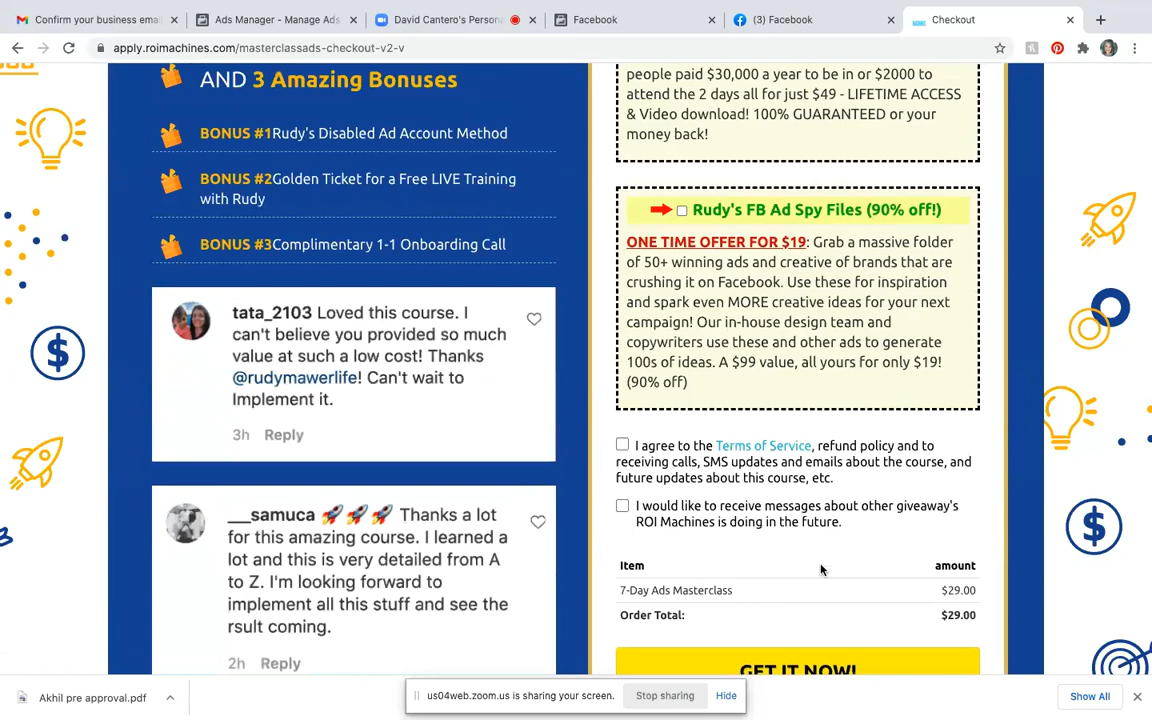 Confirm your business emai
Ads Manager - Manage Ads
David Cantero's Persona
Facebook
(3) Facebook
Checkout
apply.roimachines.com/masterclassads-checkout-v2-v
AND 3 Amazing Bonuses
BONUS #1Rudy's Disabled Ad Account Method
BONUS #2Golden Ticket for a Free LIVE Training
with Rudy
BONUS #3Complimentary 1-1 Onboarding Call
tata_2103 Loved this course. I
can't believe you provided so much
value at such a low cost! Thanks
@rudymawerlife! Can't wait to
Implement it.
3h Reply
___samuca 🚀🚀🚀 Thanks a lot
for this amazing course. I learned a
lot and this is very detailed from A
to Z. I'm looking forward to
implement all this stuff and see the
rsult coming.
2h Reply
people paid $30,000 a year to be in or $2000 to
attend the 2 days all for just $49 - LIFETIME ACCESS
& Video download! 100% GUARANTEED or your
money back!
Rudy's FB Ad Spy Files (90% off!)
ONE TIME OFFER FOR $19: Grab a massive folder
of 50+ winning ads and creative of brands that are
crushing it on Facebook. Use these for inspiration
and spark even MORE creative ideas for your next
campaign! Our in-house design team and
copywriters use these and other ads to generate
100s of ideas. A $99 value, all yours for only $19!
(90% off)
I agree to the Terms of Service, refund policy and to
receiving calls, SMS updates and emails about the course, and
future updates about this course, etc.
I would like to receive messages about other giveaway's
ROI Machines is doing in the future.
Item amount
7-Day Ads Masterclass $29.00
Order Total: $29.00
GET IT NOW!
Akhil pre approval.pdf
us04web.zoom.us is sharing your screen.
Stop sharing
Hide
Show All